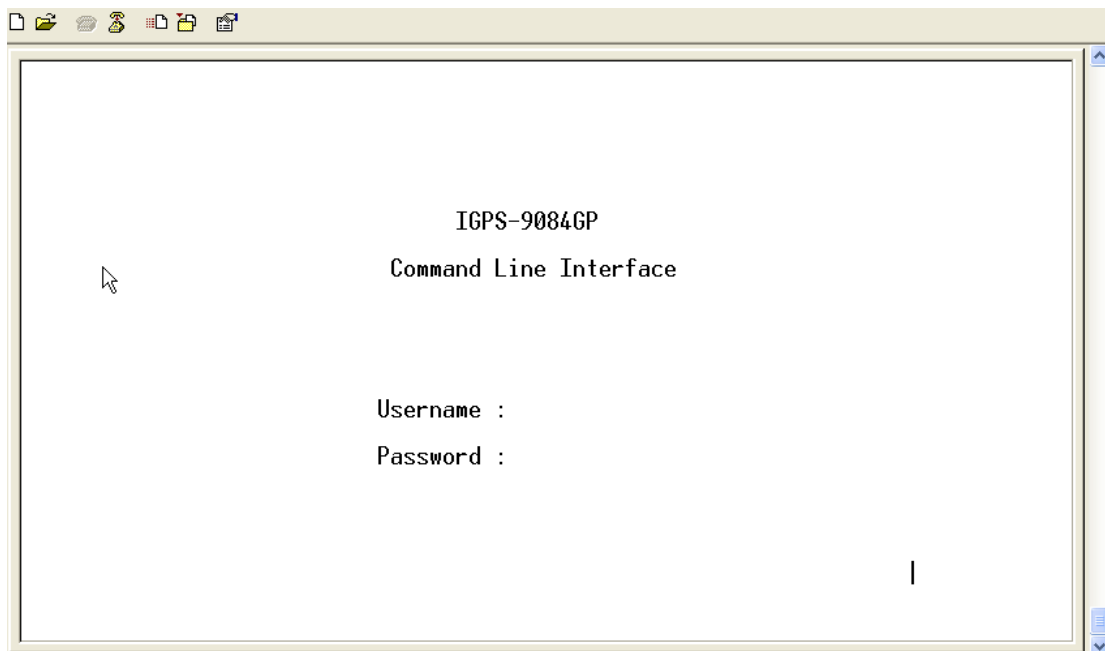 IGPS-9084GP
Command Line Interface
Username :
Password :